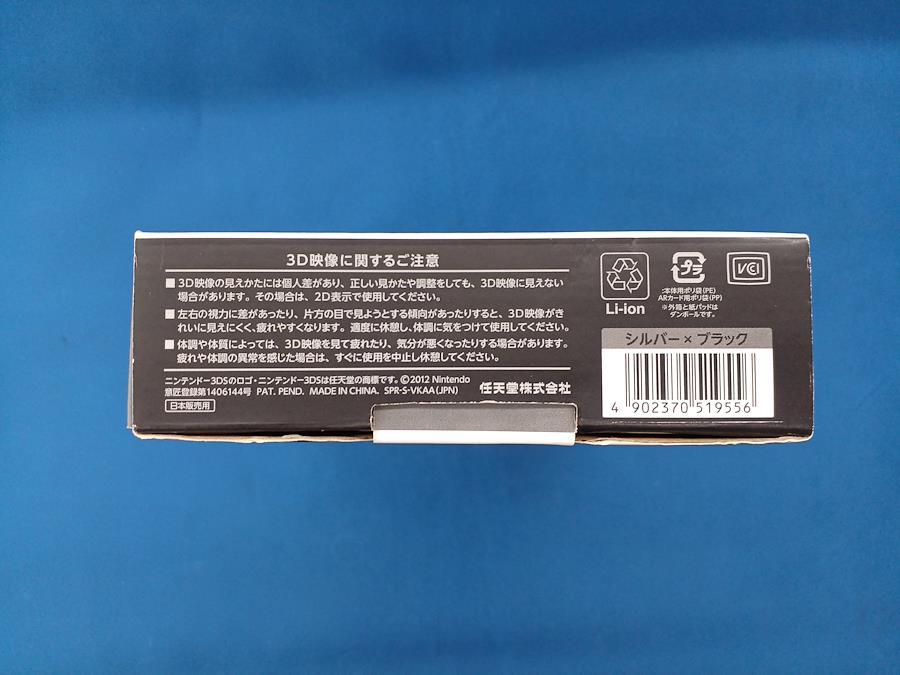 3D映像に関するご注意
■3D映像の見えかたには個人差があり、正しい見かたや調整をしても、3D映像に見えない
場合があります。その場合は、2D表示で使用してください。
■左右の視力に差があったり、片方の目で見ようとする傾向があったりすると、3D映像がき
れいに見えにくく、疲れやすくなります。適度に休憩し、体調に気をつけて使用してください。
■体調や体質によっては、3D映像を見て疲れたり、気分が悪くなったりする場合があります。
疲れや体調の異常を感じた場合は、すぐに使用を中止し休憩してください。
ニンテンドー3DSのロゴ・ニンテンドー3DSは任天堂の商標です。©2012 Nintendo
意匠登録第1406144号 PAT. PEND. MADE IN CHINA. SPR-S-VKAA(JPN)
日本販売用
任天堂株式会社
Li-ion
プラ
:本体用ポリ袋(PE)
ARカード用ポリ袋(PP)
※外箱と紙パッドは
ダンボールです。
VCI
シルバー×ブラック
4 902370 519556